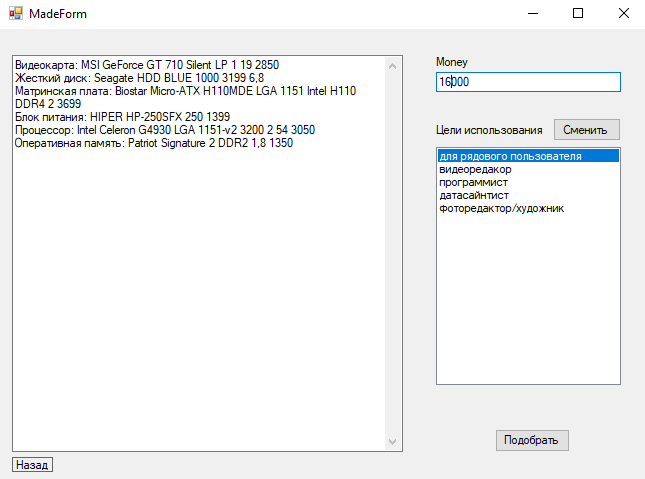 MadeForm
Видеокарта: MSI GeForce GT 710 Silent LP 1 19 2850
Жесткий диск: Seagate HDD BLUE 1000 3199 6,8
Матринская плата: Biostar Micro-ATX H110MDE LGA 1151 Intel H110
DDR4 2 3699
Блок питания: HIPER HP-250SFX 250 1399
Процессор: Intel Celeron G4930 LGA 1151-v2 3200 2 54 3050
Оперативная память: Patriot Signature 2 DDR2 1,8 1350
Назад
Money
16000
Цели использования
Сменить
для рядового пользователя
видеоредакор
программист
датасайнтист
Фоторедактор/художник
Подобрать